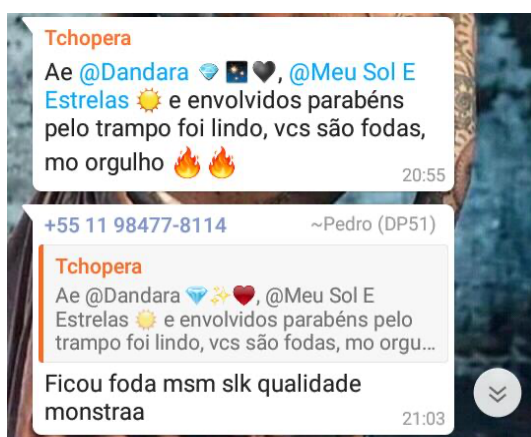 Tchopera
Ae @Dandara 💎 🌌 🖤, @Meu Sol E
Estrelas 🌞 e envolvidos parabéns
pelo trampo foi lindo, vcs são fodas,
mo orgulho 🔥 🔥
20:55
+55 11 98477-8114 ~Pedro (DP51)
Tchopera
Ae @Dandara 💎✨❤️, @Meu Sol E
Estrelas 🌞 e envolvidos parabéns pelo
trampo foi lindo, vcs são fodas, mo orgu...
Ficou foda msm slk qualidade
monstraa
21:03